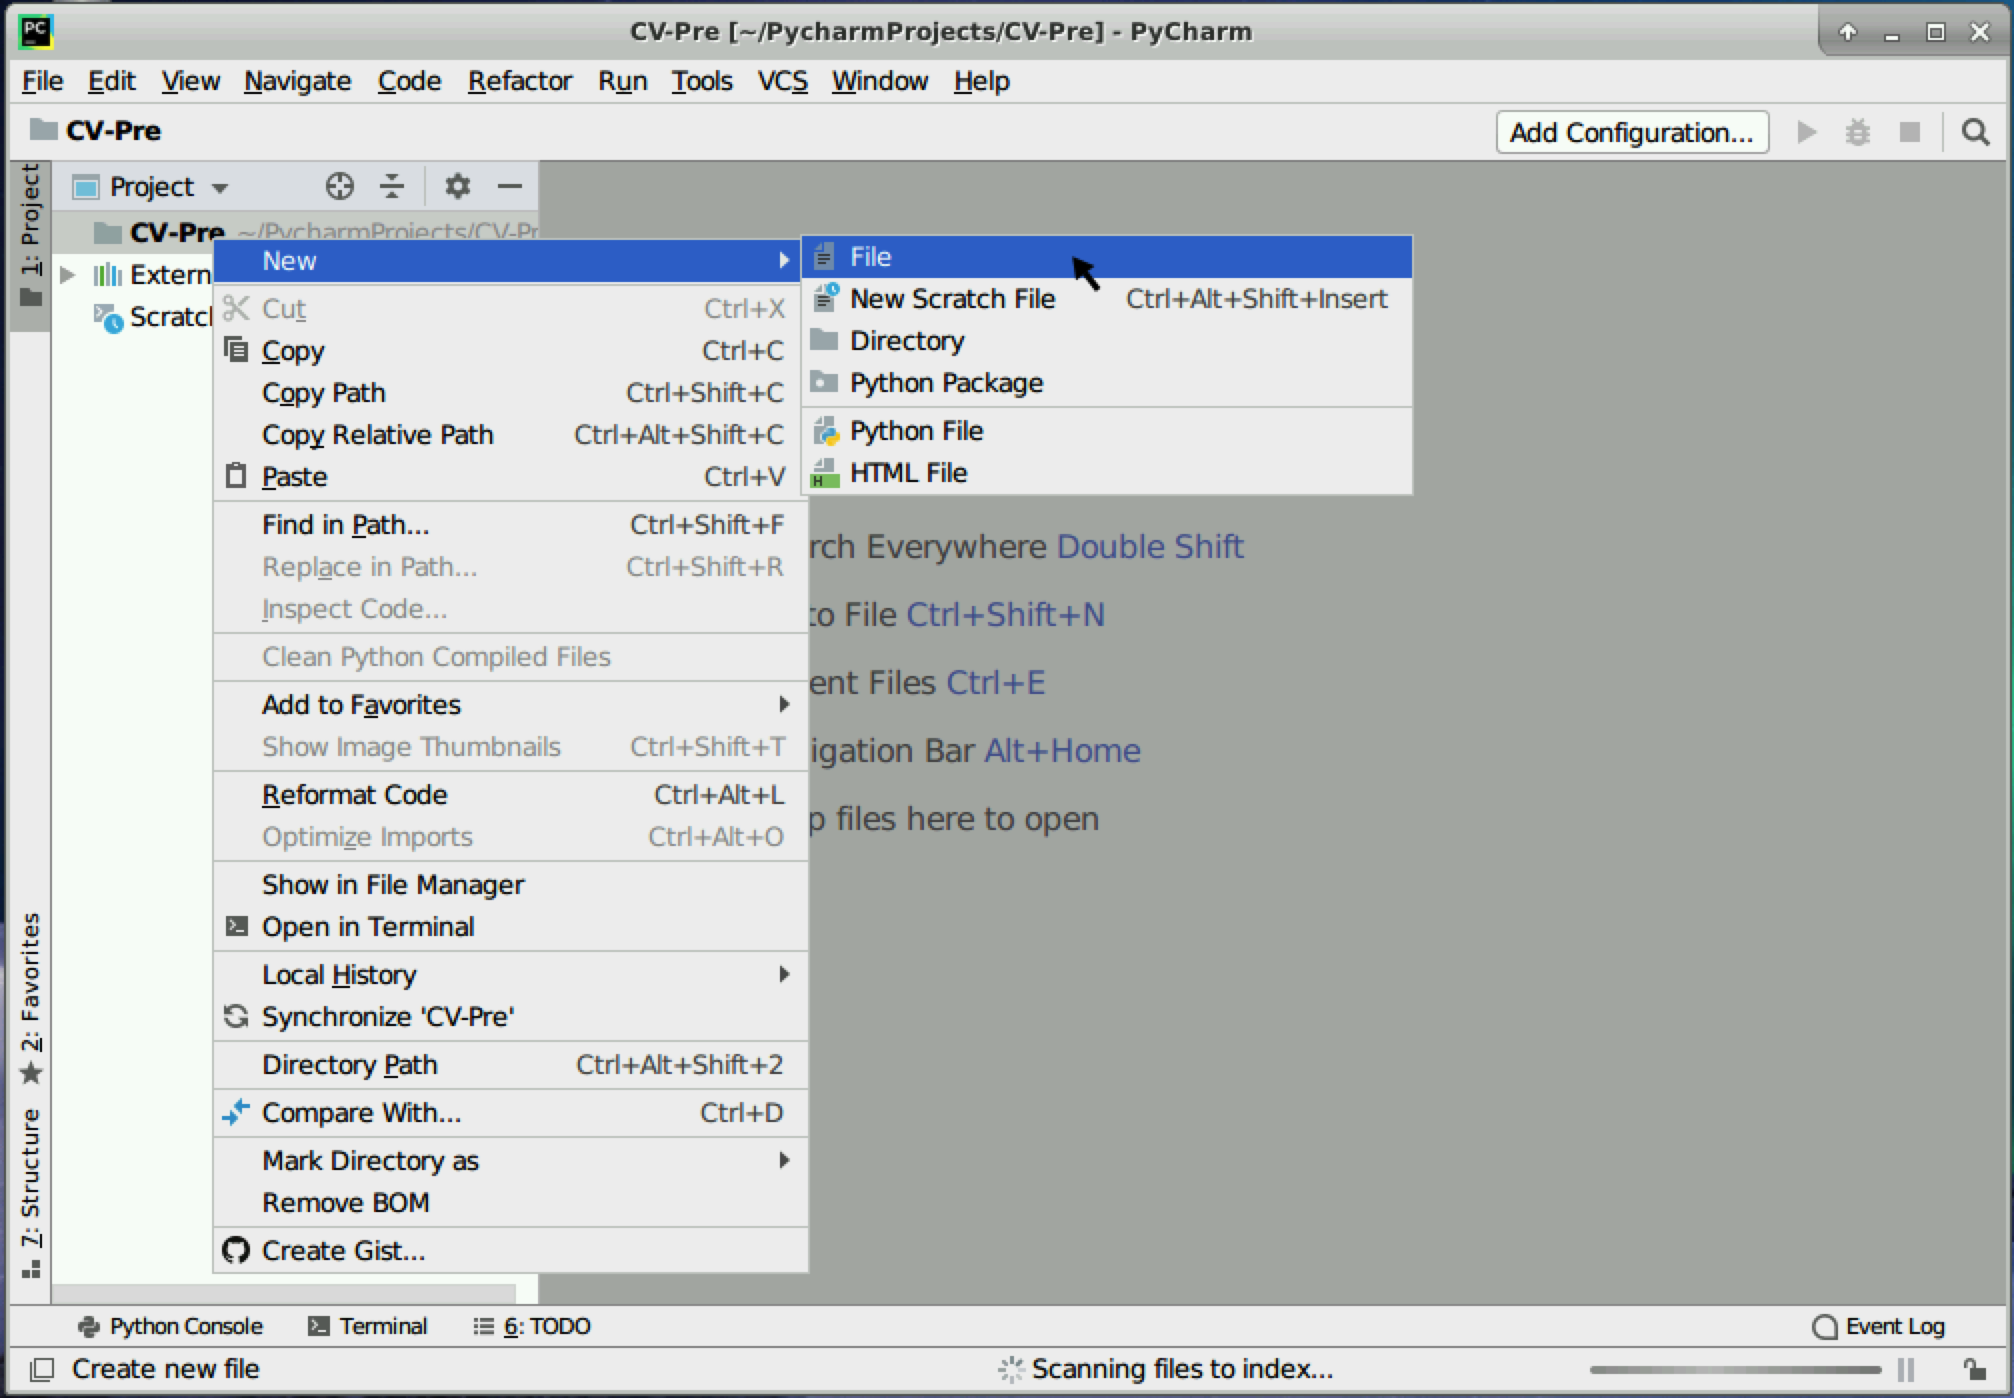 PC
CV-Pre [~/PycharmProjects/CV-Pre] - PyCharm
File Edit View Navigate Code Refactor Run Tools VCS Window Help
CV-Pre
Add Configuration...
1: Project
Project
CV-Pre ~/PycharmProjects/CV-Pr
Extern
Scratcl
New
Cut Ctrl+X
Copy Ctrl+C
Copy Path Ctrl+Shift+C
Copy Relative Path Ctrl+Alt+Shift+C
Paste Ctrl+V
Find in Path... Ctrl+Shift+F
Replace in Path... Ctrl+Shift+R
Inspect Code...
Clean Python Compiled Files
Add to Favorites
Show Image Thumbnails Ctrl+Shift+T
Reformat Code Ctrl+Alt+L
Optimize Imports Ctrl+Alt+O
Show in File Manager
Open in Terminal
Local History
Synchronize 'CV-Pre'
Directory Path Ctrl+Alt+Shift+2
Compare With... Ctrl+D
Mark Directory as
Remove BOM
Create Gist...
File
New Scratch File Ctrl+Alt+Shift+Insert
Directory
Python Package
Python File
HTML File
rch Everywhere Double Shift
to File Ctrl+Shift+N
ent Files Ctrl+E
igation Bar Alt+Home
p files here to open
2: Favorites
7: Structure
Python Console Terminal 6: TODO Event Log
Create new file Scanning files to index...